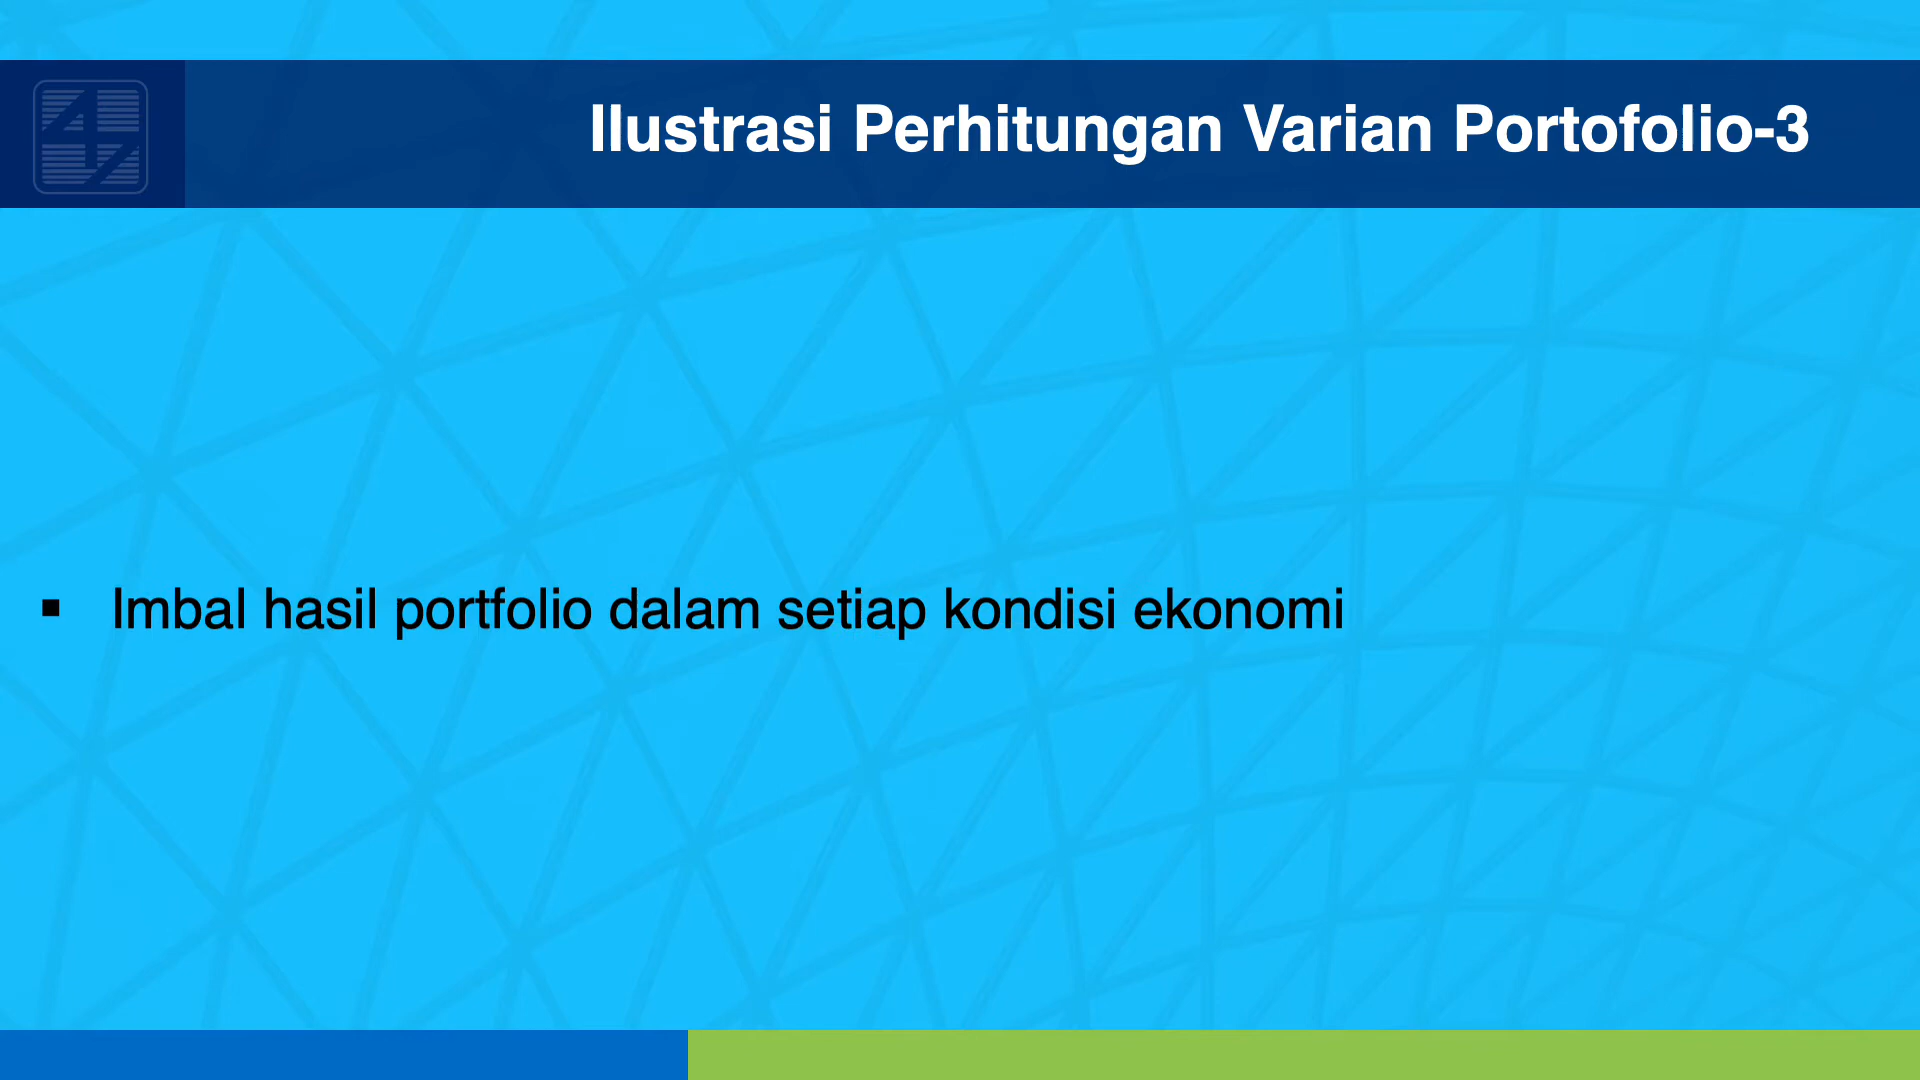 Ilustrasi Perhitungan Varian Portofolio-3
▪ Imbal hasil portfolio dalam setiap kondisi ekonomi